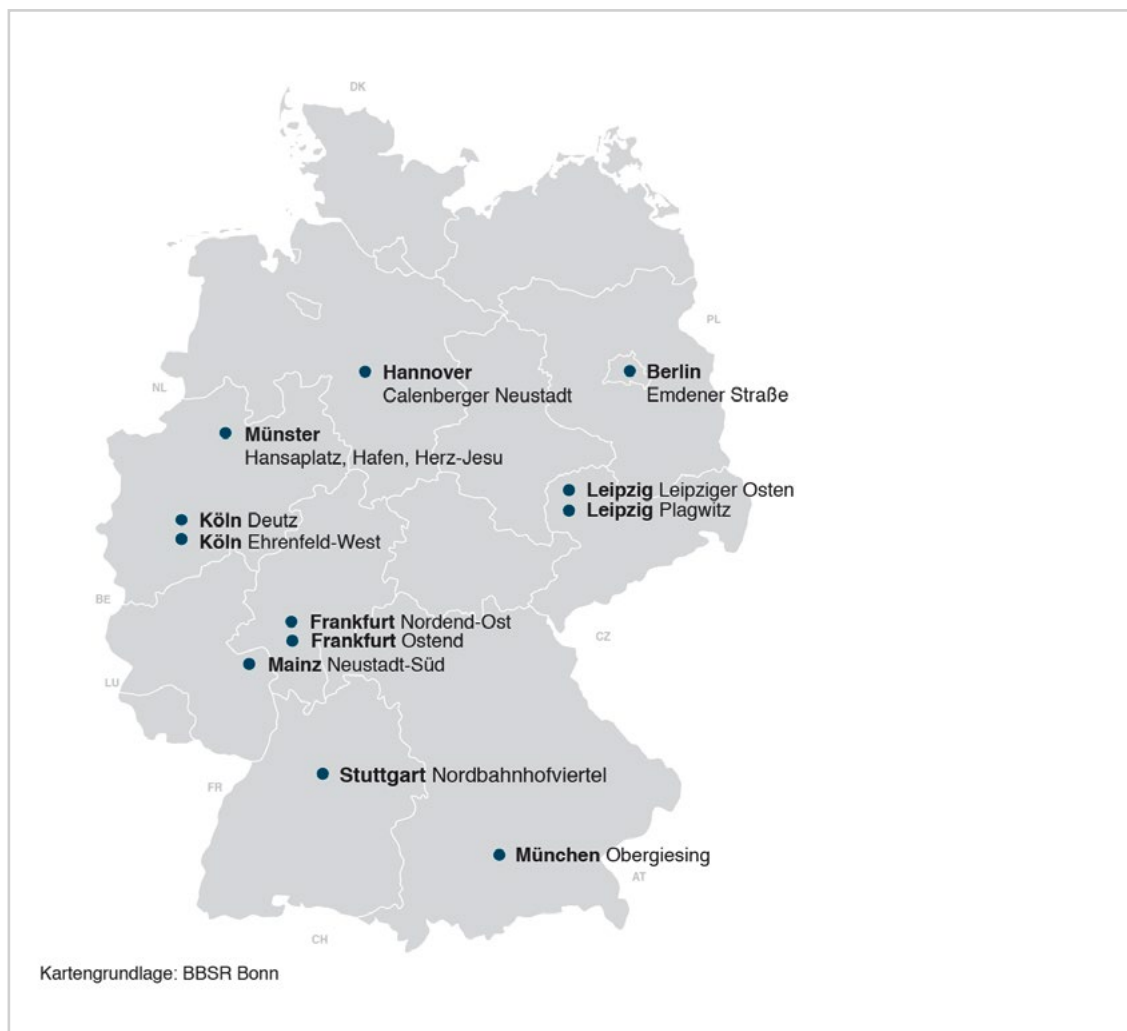 DK
PL
Hannover
Calenberger Neustadt
Berlin
Emdener Straße
NL
Münster
Hansaplatz, Hafen, Herz-Jesu
Leipzig Leipziger Osten
Leipzig Plagwitz
Köln Deutz
Köln Ehrenfeld-West
BE
Frankfurt Nordend-Ost
Frankfurt Ostend
CZ
Mainz Neustadt-Süd
LU
Stuttgart Nordbahnhofviertel
FR
München Obergiesing
AT
CH
Kartengrundlage: BBSR Bonn